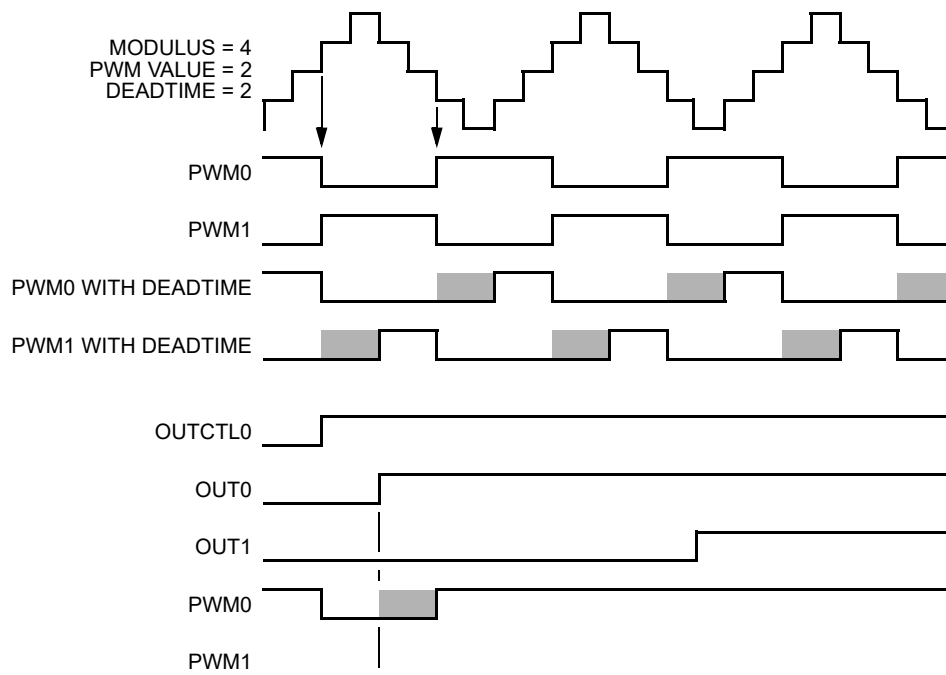 MODULUS = 4
PWM VALUE = 2
DEADTIME = 2
PWM0
PWM1
PWM0 WITH DEADTIME
PWM1 WITH DEADTIME
OUTCTL0
OUT0
OUT1
PWM0
PWM1